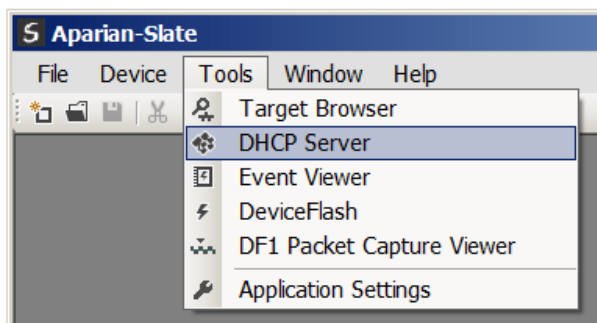 S Aparian-Slate
File Device Tools Window Help
Target Browser
DHCP Server
Event Viewer
DeviceFlash
DF1 Packet Capture Viewer
Application Settings